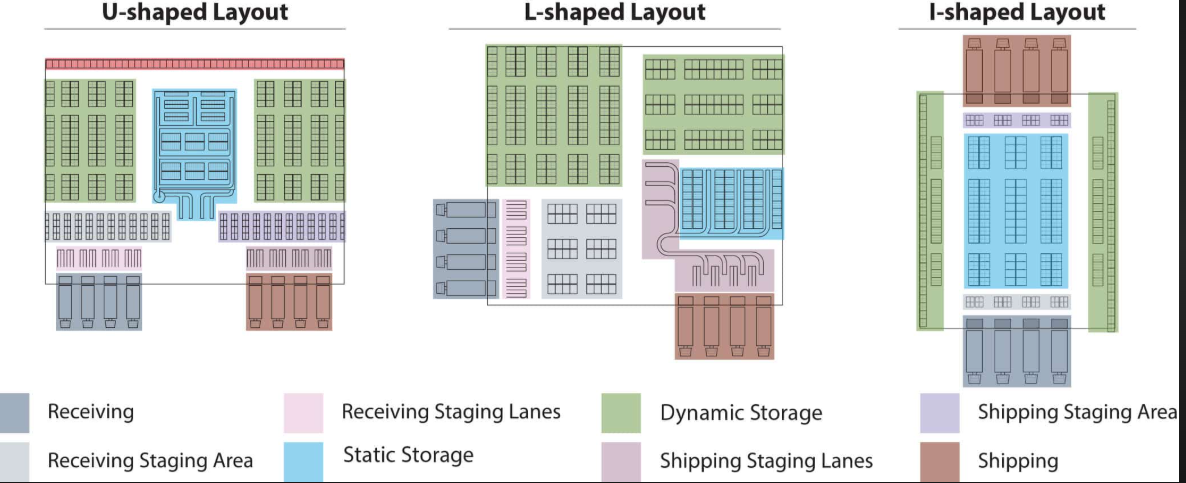 U-shaped Layout
L-shaped Layout
I-shaped Layout
Receiving
Receiving Staging Lanes
Dynamic Storage
Shipping Staging Area
Receiving Staging Area
Static Storage
Shipping Staging Lanes
Shipping